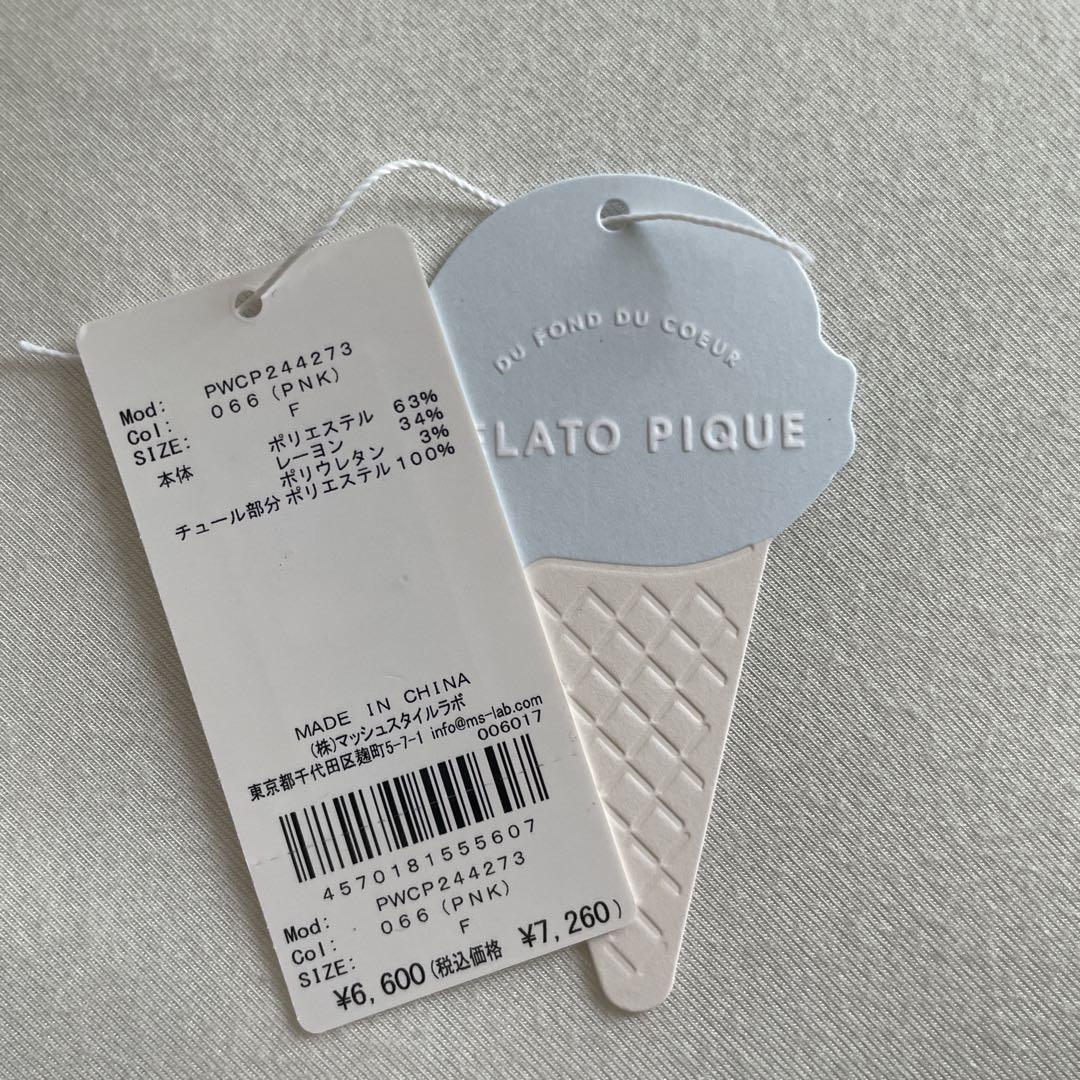 Mod: PWCP244273
Col: 066 (PNK)
SIZE: F
本体 ポリエステル 63%
レーヨン 34%
ポリウレタン 3%
チュール部分 ポリエステル 100%
MADE IN CHINA
(株)マッシュスタイルラボ
東京都千代田区麹町5-7-1 info@ms-lab.com
006017
4570181555607
Mod: PWCP244273
Col: 066 (PNK)
SIZE: F
¥6,600(税込価格 ¥7,260)
DU FOND DU COEUR
ELATO PIQUE